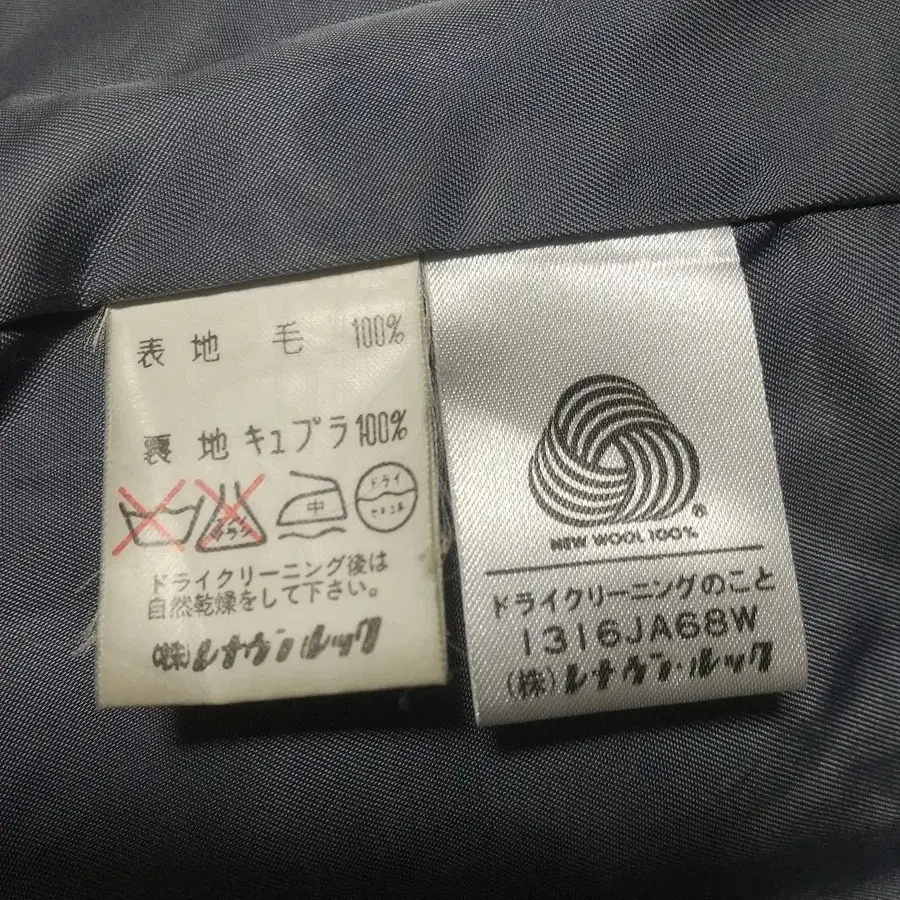 表地 毛 100%
裏地 キュプラ 100%
中
ドライ
ドライクリーニング後は
自然乾燥をして下さい。
(株)レナウンルック
NEW WOOL 100%
ドライクリーニングのこと
1316JA68W
(株)レナウン・ルック